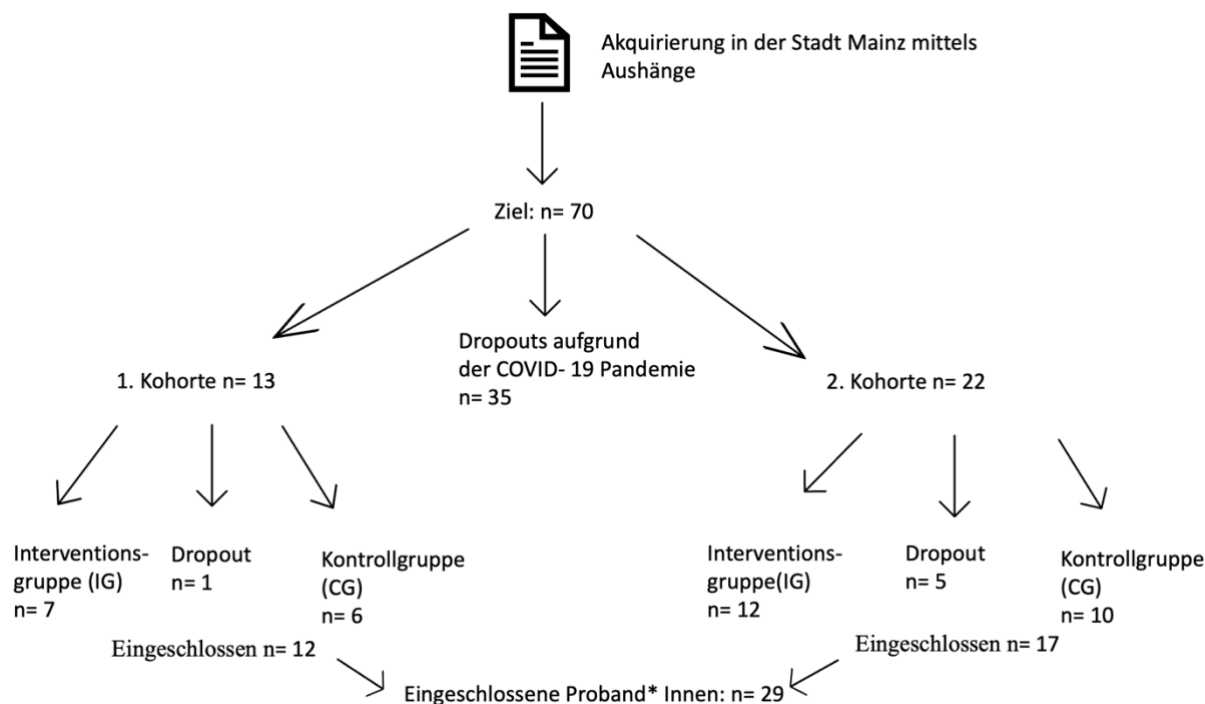 Akquirierung in der Stadt Mainz mittels
Aushänge
Ziel: n= 70
1. Kohorte n= 13
Dropouts aufgrund
der COVID- 19 Pandemie
n= 35
2. Kohorte n= 22
Interventions-
gruppe (IG)
n= 7
Dropout
n= 1
Kontrollgruppe
(CG)
n= 6
Interventions-
gruppe(IG)
n= 12
Dropout
n= 5
Kontrollgruppe
(CG)
n= 10
Eingeschlossen n= 12
Eingeschlossen n= 17
Eingeschlossene Proband* Innen: n= 29